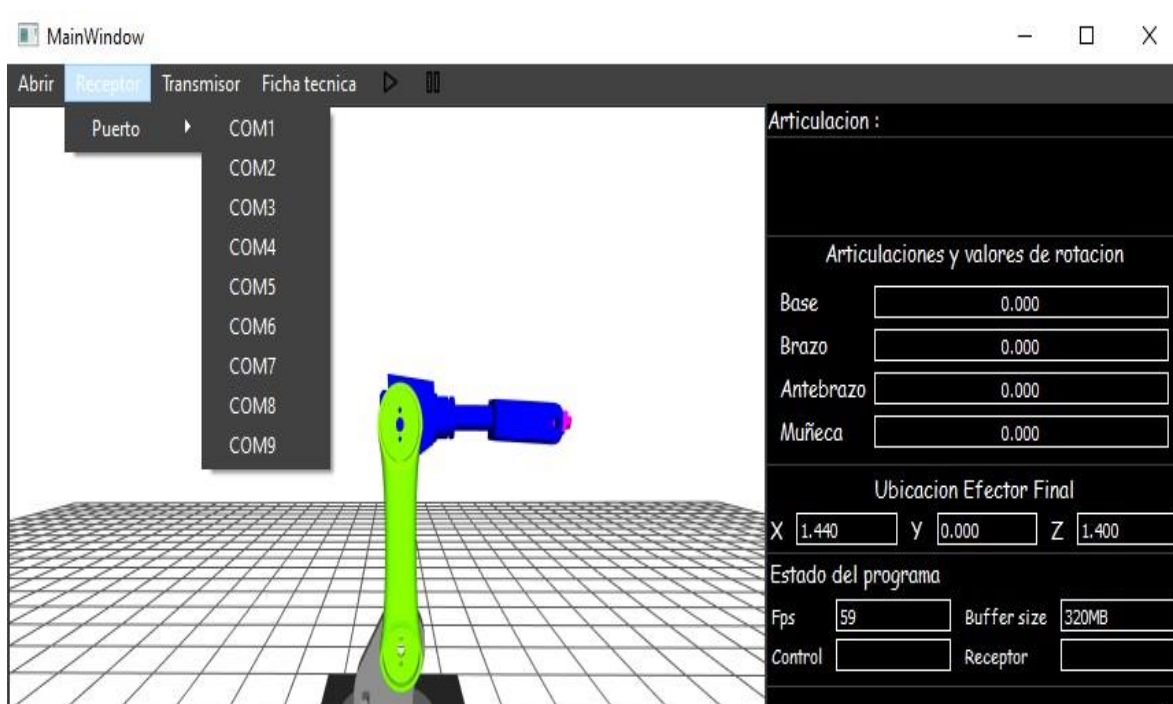 MainWindow
Abrir Receptor Transmisor Ficha tecnica
Puerto
COM1
COM2
COM3
COM4
COM5
COM6
COM7
COM8
COM9
Articulacion :
Articulaciones y valores de rotacion
Base 0.000
Brazo 0.000
Antebrazo 0.000
Muñeca 0.000
Ubicacion Efector Final
X 1.440 Y 0.000 Z 1.400
Estado del programa
Fps 59 Buffer size 320MB
Control Receptor